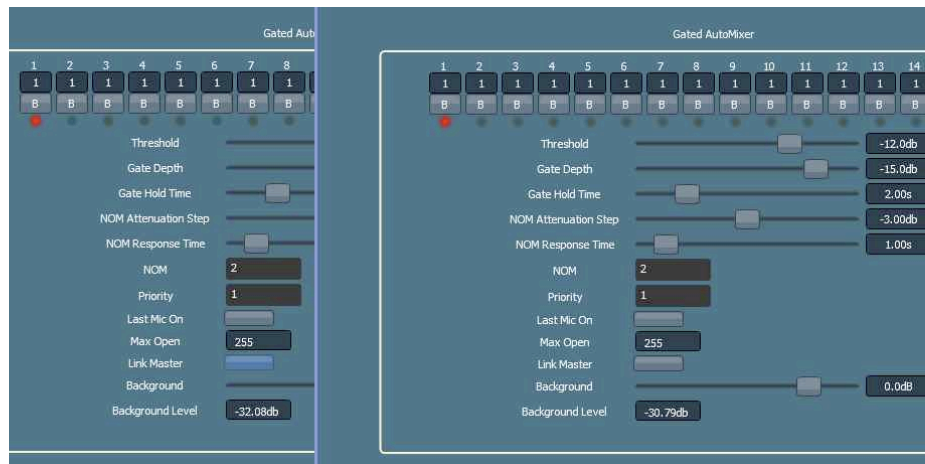 Gated Aut
1 2 3 4 5 6 7 8
1 1 1 1 1 1 1 1
B B B B B B B B
Threshold
Gate Depth
Gate Hold Time
NOM Attenuation Step
NOM Response Time
NOM 2
Priority 1
Last Mic On
Max Open 255
Link Master
Background
Background Level -32.08db
Gated AutoMixer
1 2 3 4 5 6 7 8 9 10 11 12 13 14
1 1 1 1 1 1 1 1 1 1 1 1 1 1
B B B B B B B B B B B B B B
Threshold -12.0db
Gate Depth -15.0db
Gate Hold Time 2.00s
NOM Attenuation Step -3.00db
NOM Response Time 1.00s
NOM 2
Priority 1
Last Mic On
Max Open 255
Link Master
Background 0.0dB
Background Level -30.79db